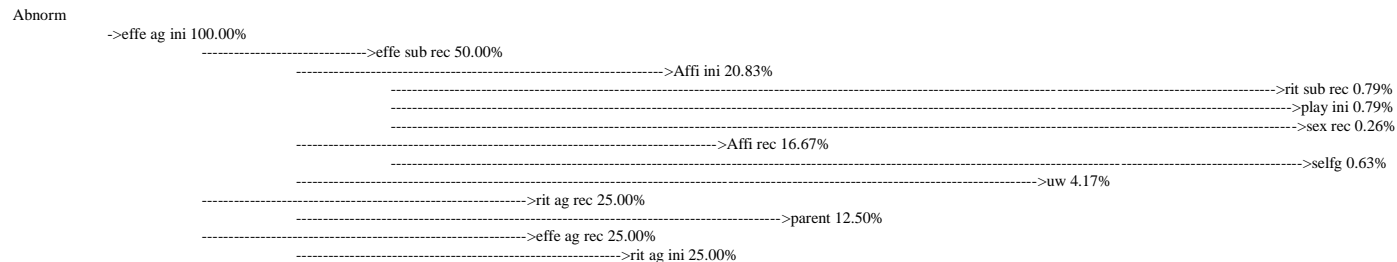 Abnorm
->effe ag ini 100.00%
------------------------------->effe sub rec 50.00%
--------------------------------------------------------------------->Affi ini 20.83%
----------------------------------------------------------------------------------------------------------------------------------------------------------------------->rit sub rec 0.79%
-------------------------------------------------------------------------------------------------------------------------------------------------------------------------->play ini 0.79%
--------------------------------------------------------------------------------------------------------------------------------------------------------------------------->sex rec 0.26%
------------------------------------------------------------------------------->Affi rec 16.67%
---------------------------------------------------------------------------------------------------------------------------------------------------------------------------->selfg 0.63%
-------------------------------------------------------------------------------------------------------------------------------------------->uw 4.17%
------------------------------------------------------------->rit ag rec 25.00%
------------------------------------------------------------------------------------------->parent 12.50%
------------------------------------------------------------->effe ag rec 25.00%
------------------------------------------------------------->rit ag ini 25.00%